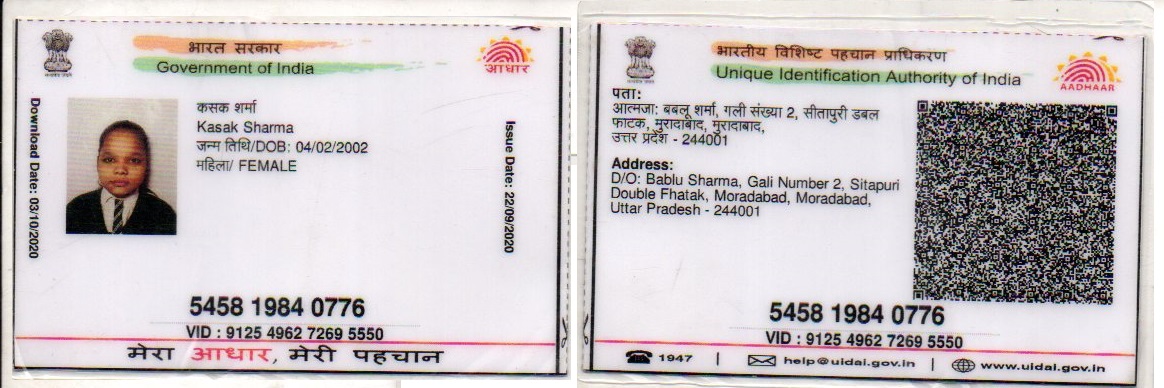 भारत सरकार
Government of India
आधार
Download Date: 03/10/2020
कसक शर्मा
Kasak Sharma
जन्म तिथि/DOB: 04/02/2002
महिला/ FEMALE
Issue Date: 22/09/2020
5458 1984 0776
VID : 9125 4962 7269 5550
मेरा आधार, मेरी पहचान
भारतीय विशिष्ट पहचान प्राधिकरण
Unique Identification Authority of India
AADHAAR
पता:
आत्मजा: बबलू शर्मा, गली संख्या 2, सीतापुरी डबल
फाटक, मुरादाबाद, मुरादाबाद,
उत्तर प्रदेश - 244001
Address:
D/O: Bablu Sharma, Gali Number 2, Sitapuri
Double Fhatak, Moradabad, Moradabad,
Uttar Pradesh - 244001
5458 1984 0776
VID : 9125 4962 7269 5550
1947 | help@uidai.gov.in | www.uidai.gov.in